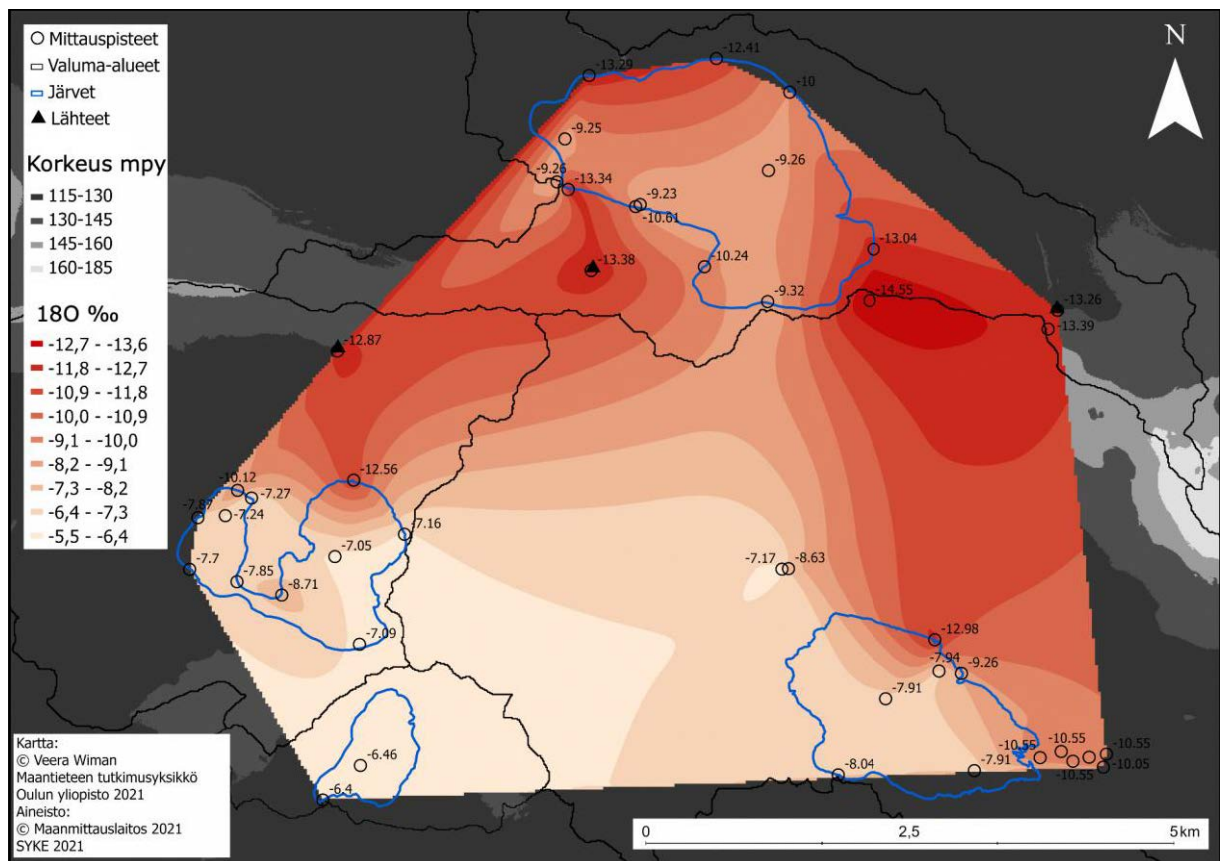 Mittauspisteet
Valuma-alueet
Järvet
Lähteet
Korkeus mpy
115-130
130-145
145-160
160-185
18O ‰
-12,7 - -13,6
-11,8 - -12,7
-10,9 - -11,8
-10,0 - -10,9
-9,1 - -10,0
-8,2 - -9,1
-7,3 - -8,2
-6,4 - -7,3
-5,5 - -6,4
N
-12.41
-13.29
-10
-9.25
-9.26
-9.26
-13.34
-9.23
-10.61
-13.04
-13.38
-10.24
-9.32
-14.55
-13.26
-13.39
-12.87
-12.56
-10.12
-7.27
-7.87
-7.24
-7.16
-7.05
-7.7
-7.85
-8.71
-7.17
-8.63
-7.09
-12.98
-7.94
-9.26
-7.91
-10.55
-10.55
-10.55
-6.46
-7.91
-10.05
-8.04
-10.55
-6.4
Kartta:
© Veera Wiman
Maantieteen tutkimusyksikkö
Oulun yliopisto 2021
Aineisto:
© Maanmittauslaitos 2021
SYKE 2021
0
2,5
5 km